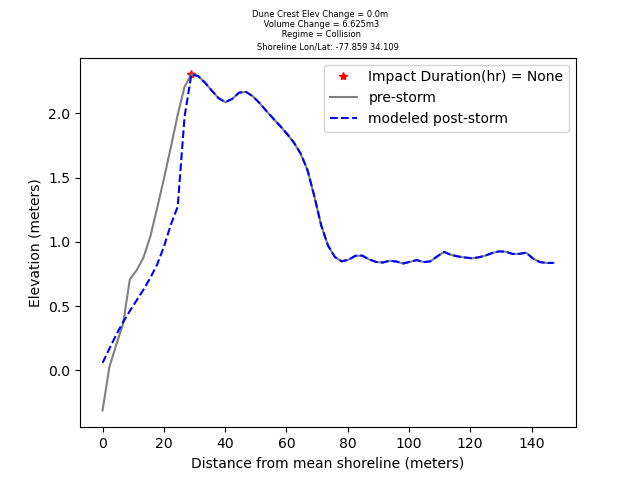 Dune Crest Elev Change = 0.0m
Volume Change = 6.625m3
Regime = Collision
Shoreline Lon/Lat: -77.859 34.109
Impact Duration(hr) = None
pre-storm
modeled post-storm
Elevation (meters)
2.0
1.5
1.0
0.5
0.0
0 20 40 60 80 100 120 140
Distance from mean shoreline (meters)